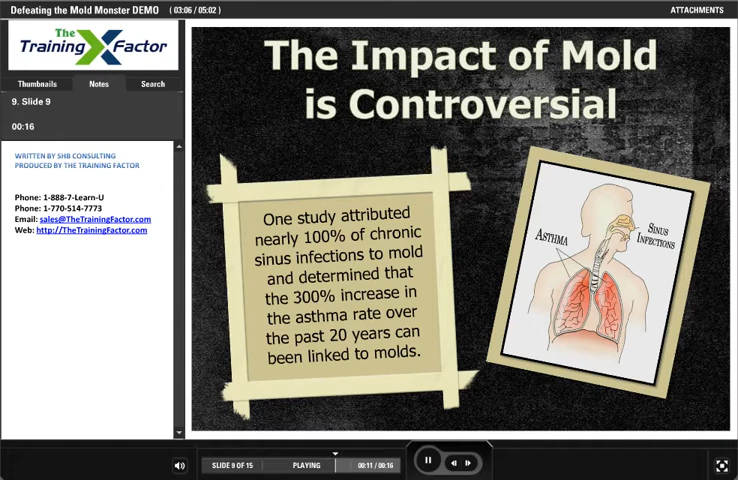 Defeating the Mold Monster DEMO ( 03:06 / 05:02 )
ATTACHMENTS
The
Training X Factor
Thumbnails Notes Search
9. Slide 9
00:16
WRITTEN BY SHB CONSULTING
PRODUCED BY THE TRAINING FACTOR
Phone: 1-888-7-Learn-U
Phone: 1-770-514-7773
Email: sales@TheTrainingFactor.com
Web: http://TheTrainingFactor.com
The Impact of Mold
is Controversial
One study attributed
nearly 100% of chronic
sinus infections to mold
and determined that
the 300% increase in
the asthma rate over
the past 20 years can
been linked to molds.
ASTHMA
SINUS
INFECTIONS
SLIDE 9 OF 15 PLAYING 00:11 / 00:16